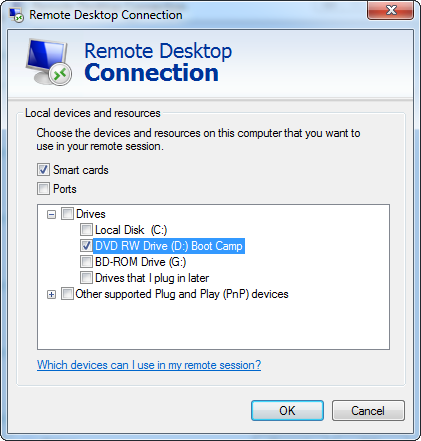 Remote Desktop Connection
Remote Desktop
Connection
Local devices and resources
Choose the devices and resources on this computer that you want to
use in your remote session.
Smart cards
Ports
Drives
Local Disk (C:)
DVD RW Drive (D:) Boot Camp
BD-ROM Drive (G:)
Drives that I plug in later
Other supported Plug and Play (PnP) devices
Which devices can I use in my remote session?
OK
Cancel